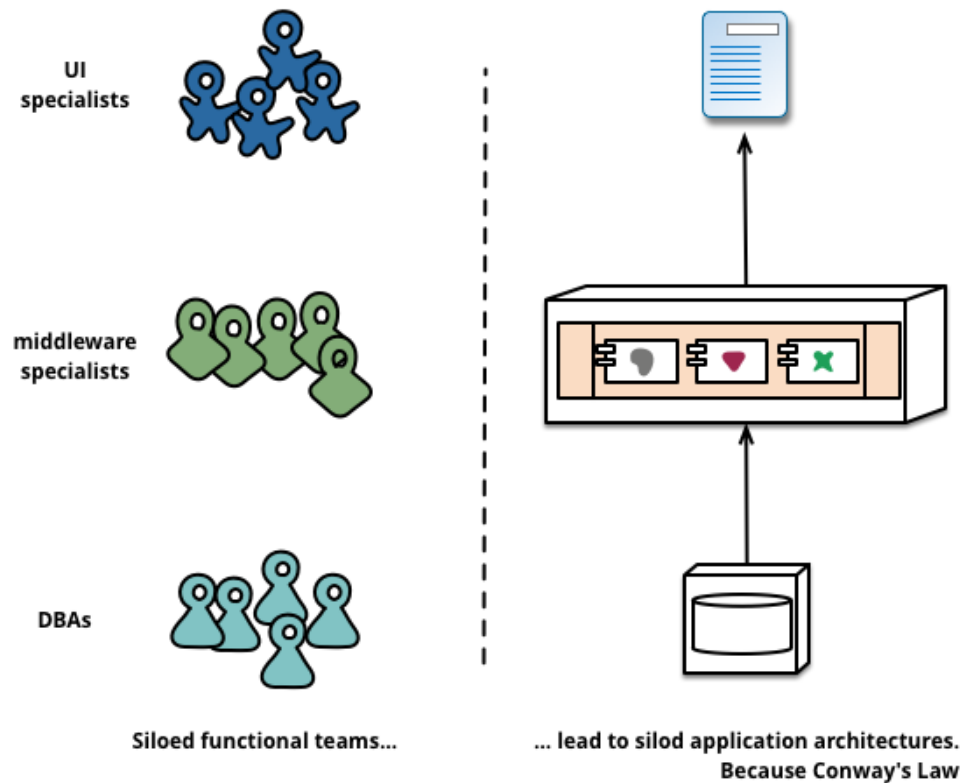 UI
specialists
middleware
specialists
DBAs
Siloed functional teams...
... lead to silod application architectures.
Because Conway's Law